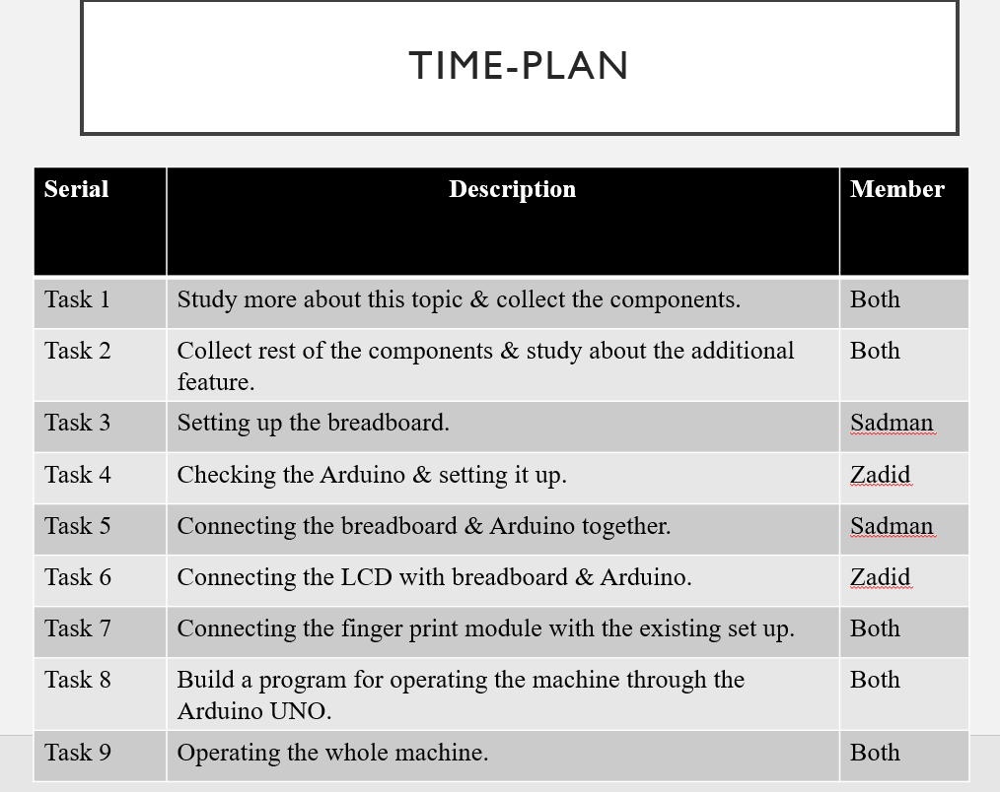 TIME-PLAN
Serial Description Member
Task 1 Study more about this topic & collect the components. Both
Task 2 Collect rest of the components & study about the additional Both
feature.
Task 3 Setting up the breadboard. Sadman
Task 4 Checking the Arduino & setting it up. Zadid
Task 5 Connecting the breadboard & Arduino together. Sadman
Task 6 Connecting the LCD with breadboard & Arduino. Zadid
Task 7 Connecting the finger print module with the existing set up. Both
Task 8 Build a program for operating the machine through the Both
Arduino UNO.
Task 9 Operating the whole machine. Both